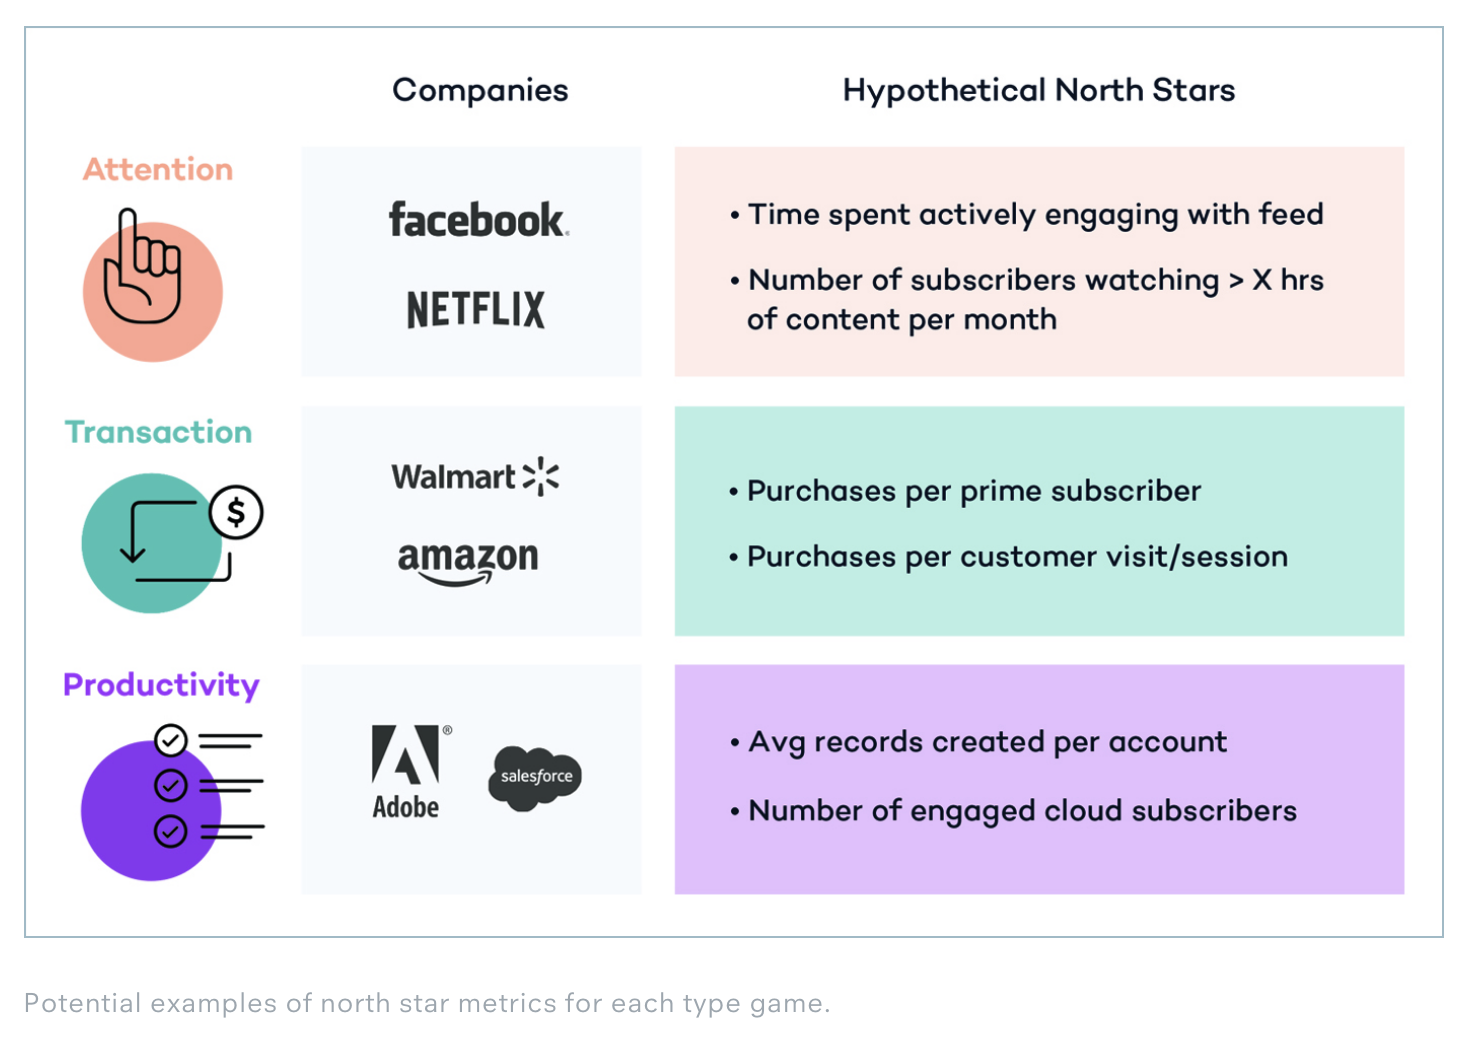 Companies
Hypothetical North Stars
Attention
facebook.
NETFLIX
• Time spent actively engaging with feed
• Number of subscribers watching > X hrs
of content per month
Transaction
$
Walmart
amazon
• Purchases per prime subscriber
• Purchases per customer visit/session
Productivity
®
Adobe
salesforce
• Avg records created per account
• Number of engaged cloud subscribers
Potential examples of north star metrics for each type game.